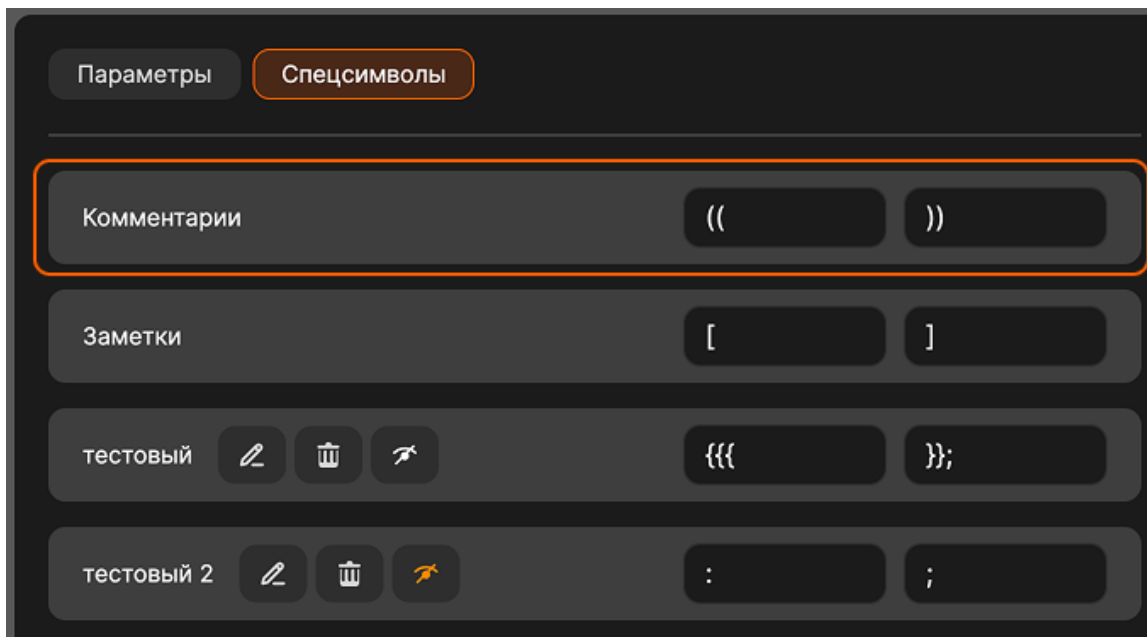 Параметры Спецсимволы
Комментарии (( ))
Заметки [ ]
тестовый {{{ }};
тестовый 2 : ;